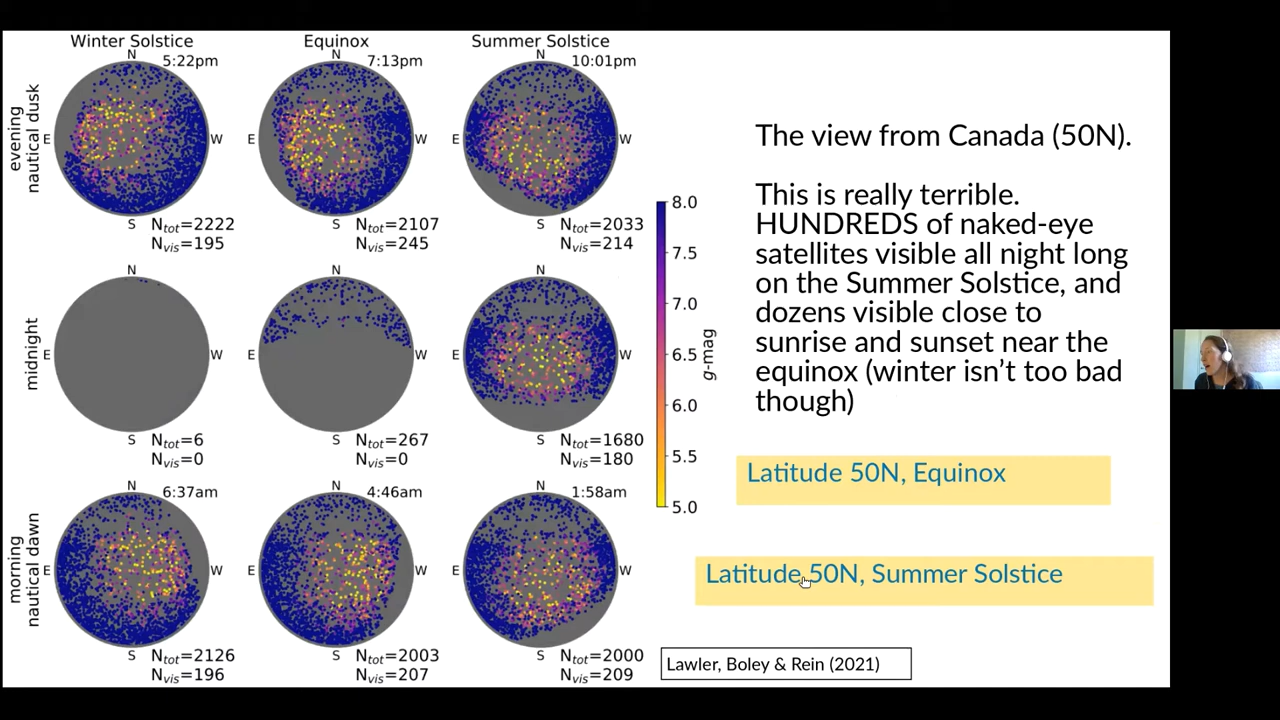 Winter Solstice
Equinox
Summer Solstice
evening
nautical dusk
N
5:22pm
E
W
S
N_tot=2222
N_vis=195
N
7:13pm
E
W
S
N_tot=2107
N_vis=245
N
10:01pm
E
W
S
N_tot=2033
N_vis=214
midnight
N
E
W
S
N_tot=6
N_vis=0
N
E
W
S
N_tot=267
N_vis=0
N
E
W
S
N_tot=1680
N_vis=180
morning
nautical dawn
N
6:37am
E
W
S
N_tot=2126
N_vis=196
N
4:46am
E
W
S
N_tot=2003
N_vis=207
N
1:58am
E
W
S
N_tot=2000
N_vis=209
8.0
7.5
7.0
6.5
6.0
5.5
5.0
g-mag
The view from Canada (50N).
This is really terrible.
HUNDREDS of naked-eye
satellites visible all night long
on the Summer Solstice, and
dozens visible close to
sunrise and sunset near the
equinox (winter isn’t too bad
though)
Latitude 50N, Equinox
Latitude 50N, Summer Solstice
Lawler, Boley & Rein (2021)